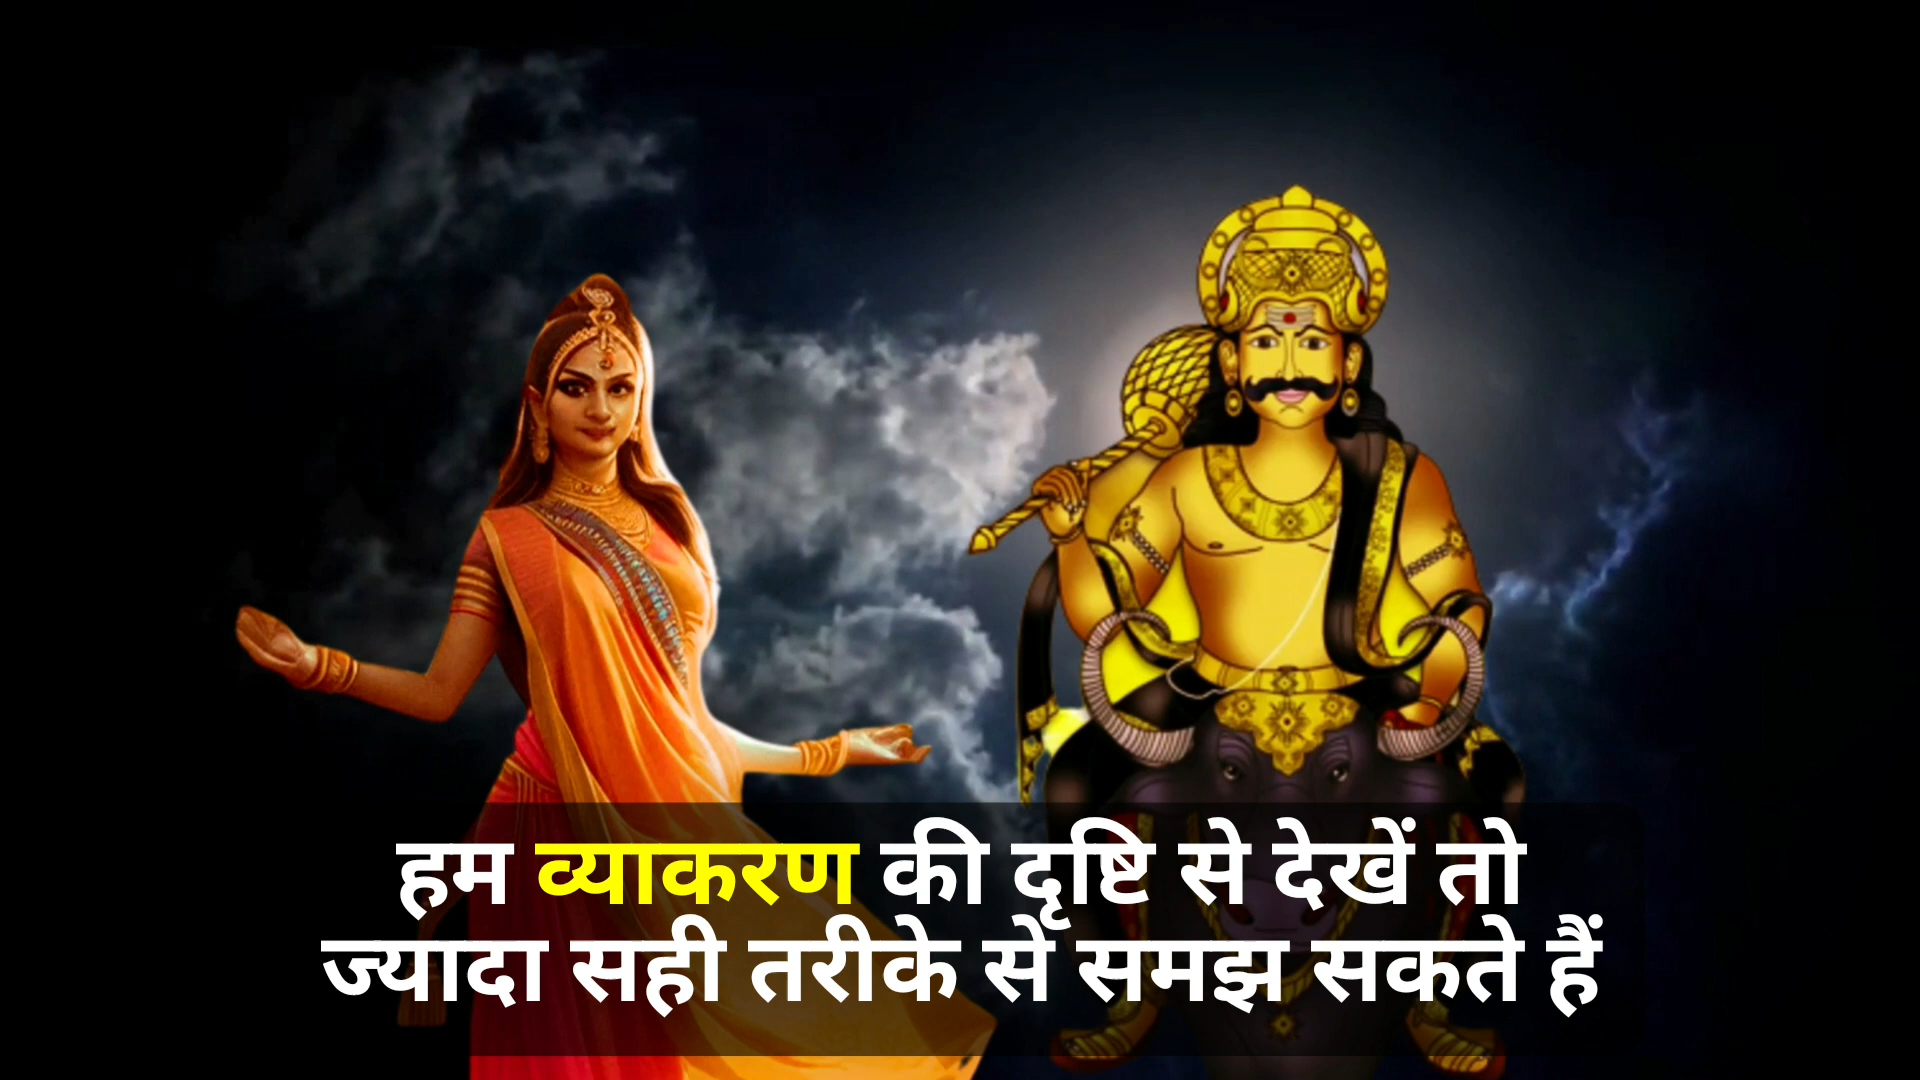 हम व्याकरण की दृष्टि से देखें तो
ज्यादा सही तरीके से समझ सकते हैं